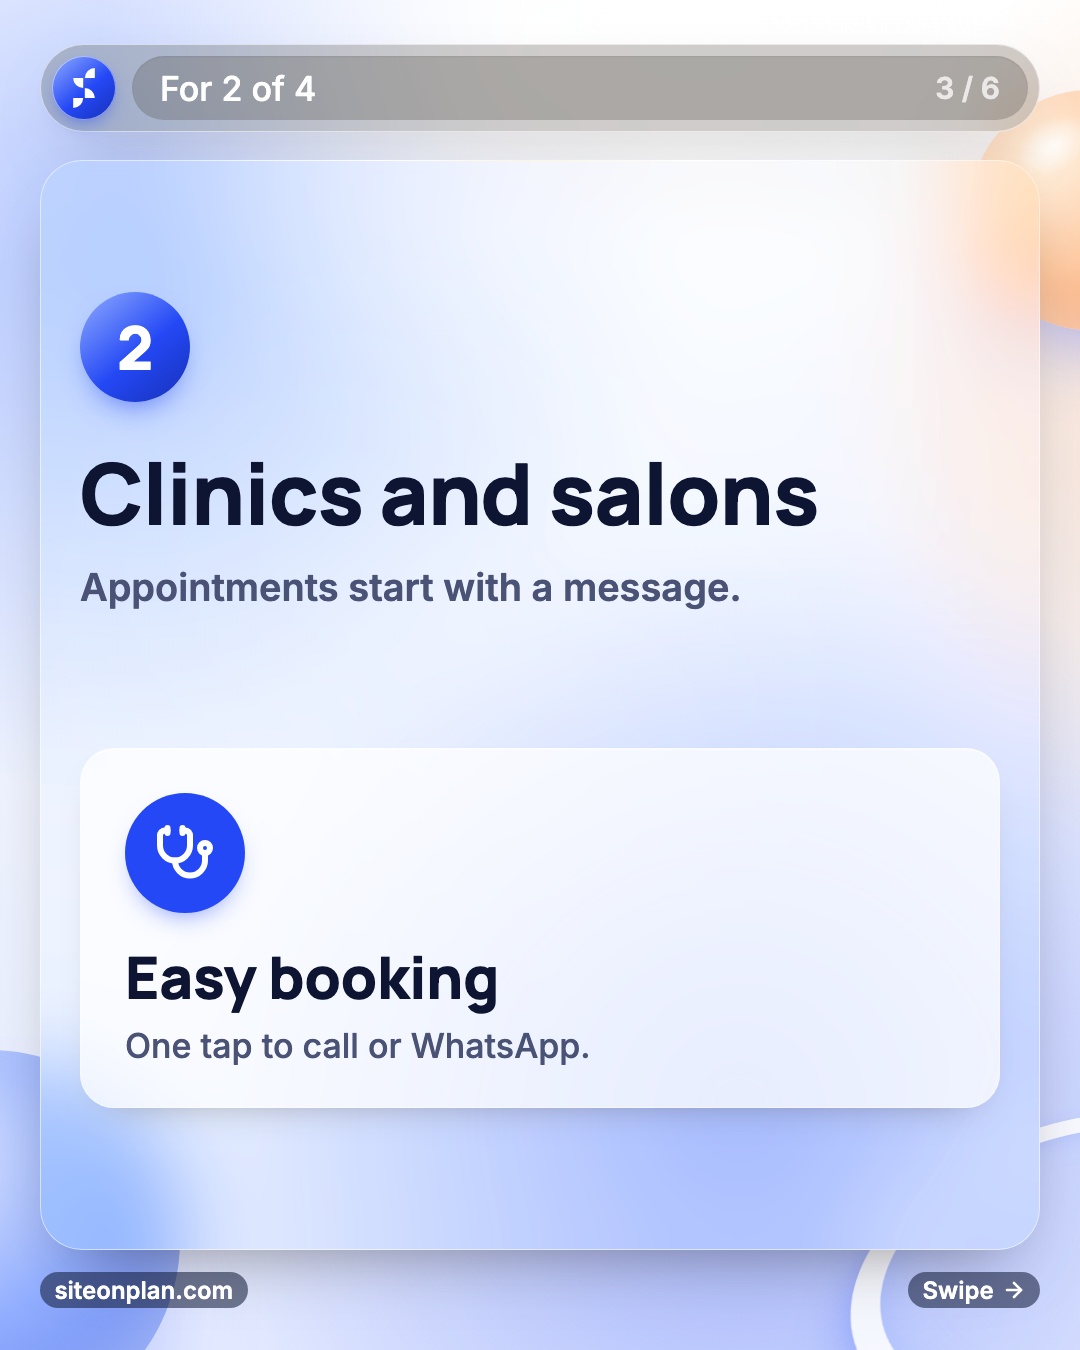 For 2 of 4
3 / 6
2
Clinics and salons
Appointments start with a message.
Easy booking
One tap to call or WhatsApp.
siteonplan.com
Swipe →